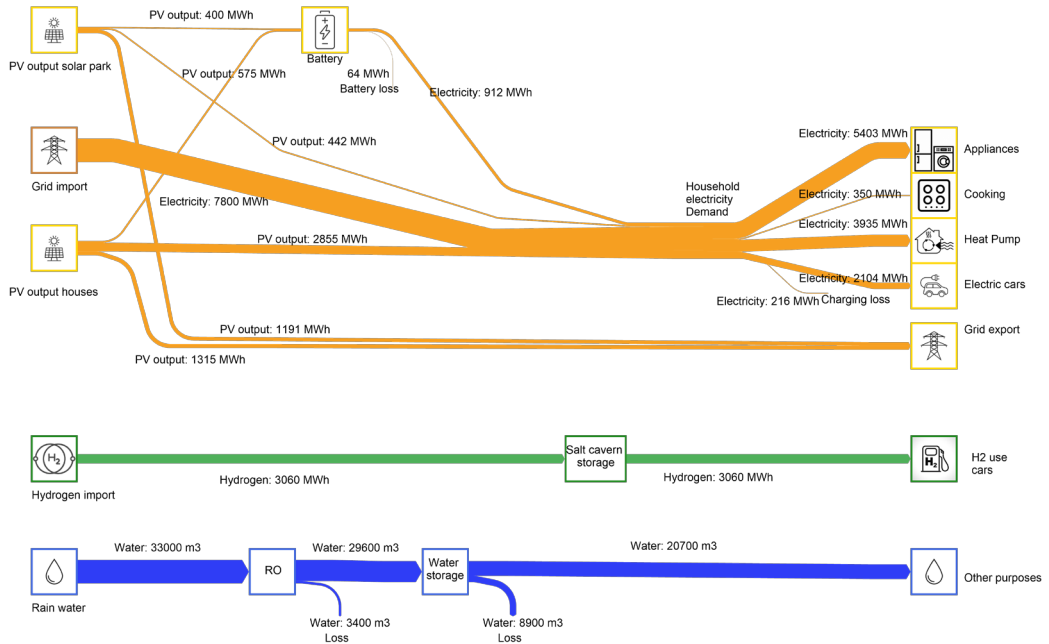 PV output: 400 MWh
PV output solar park
Battery
PV output: 575 MWh
64 MWh
Battery loss
Electricity: 912 MWh
PV output: 442 MWh
Grid import
Electricity: 7800 MWh
Household
electricity
Demand
Electricity: 5403 MWh
Appliances
Electricity: 350 MWh
Cooking
Electricity: 3935 MWh
Heat Pump
PV output: 2855 MWh
PV output houses
Electricity: 2104 MWh
Electric cars
Electricity: 216 MWh
Charging loss
PV output: 1191 MWh
PV output: 1315 MWh
Grid export
H2
Hydrogen import
Hydrogen: 3060 MWh
Salt cavern
storage
Hydrogen: 3060 MWh
H2
H2 use
cars
Rain water
Water: 33000 m3
RO
Water: 29600 m3
Water: 3400 m3
Loss
Water
storage
Water: 8900 m3
Loss
Water: 20700 m3
Other purposes